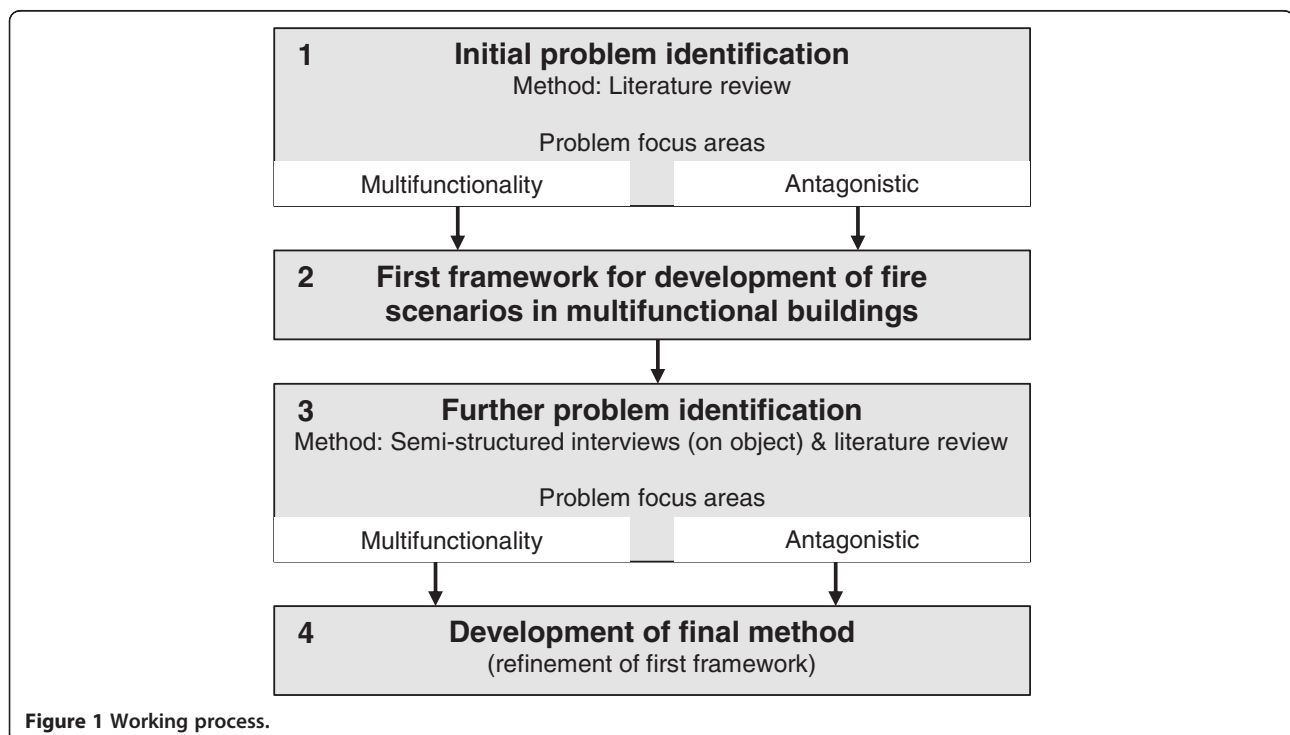 1 Initial problem identification
Method: Literature review
Problem focus areas
Multifunctionality Antagonistic
2 First framework for development of fire
scenarios in multifunctional buildings
3 Further problem identification
Method: Semi-structured interviews (on object) & literature review
Problem focus areas
Multifunctionality Antagonistic
4 Development of final method
(refinement of first framework)
Figure 1 Working process.